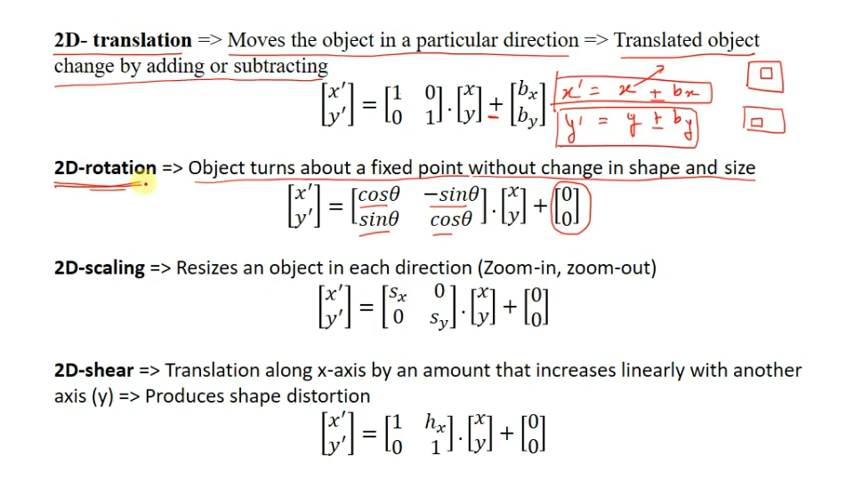 2D- translation => Moves the object in a particular direction => Translated object
change by adding or subtracting
[x' y'] = [1 0 0 1] . [x y] ± [bx by]
x' = x ± bx
y' = y ± by
2D-rotation => Object turns about a fixed point without change in shape and size
[x' y'] = [cosθ −sinθ sinθ cosθ] . [x y] + [0 0]
2D-scaling => Resizes an object in each direction (Zoom-in, zoom-out)
[x' y'] = [sx 0 0 sy] . [x y] + [0 0]
2D-shear => Translation along x-axis by an amount that increases linearly with another
axis (y) => Produces shape distortion
[x' y'] = [1 hx 0 1] . [x y] + [0 0]